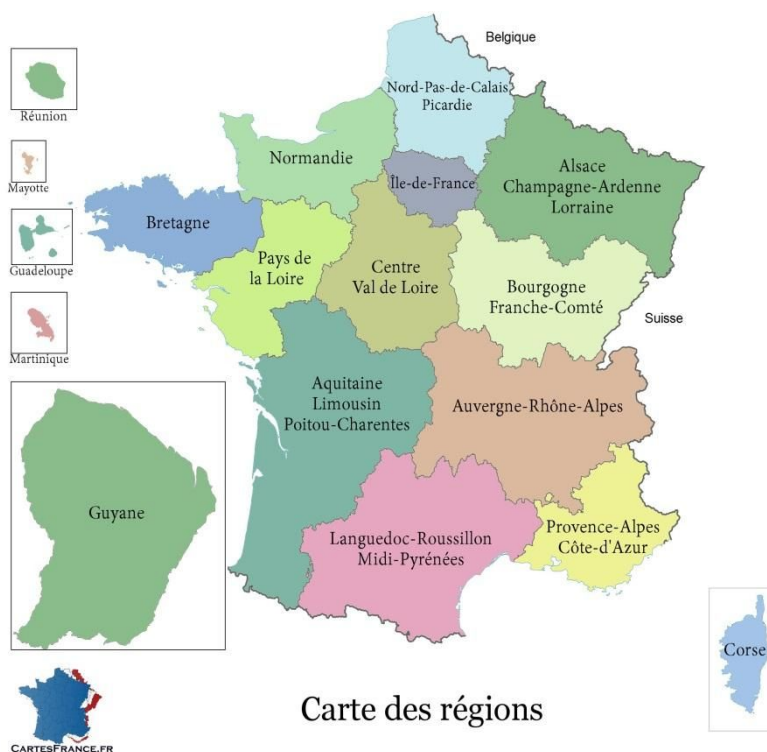 Belgique
Nord-Pas-de-Calais
Picardie
Réunion
Normandie
Île-de-France
Alsace
Champagne-Ardenne
Lorraine
Mayotte
Bretagne
Pays de
la Loire
Centre
Val de Loire
Bourgogne
Franche-Comté
Guadeloupe
Suisse
Martinique
Aquitaine
Limousin
Poitou-Charentes
Auvergne-Rhône-Alpes
Guyane
Languedoc-Roussillon
Midi-Pyrénées
Provence-Alpes
Côte-d'Azur
Corse
Carte des régions
CARTESFRANCE.FR